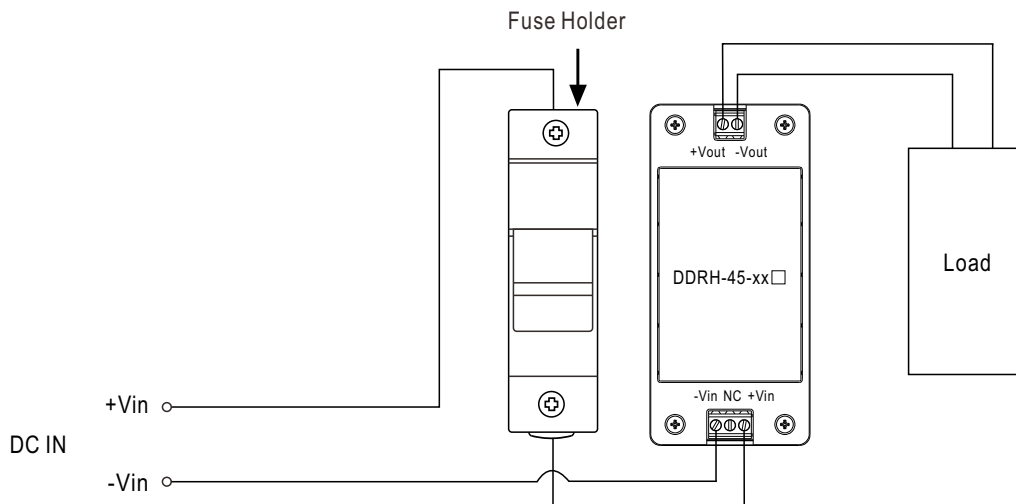 Fuse Holder
+Vout -Vout
DDRH-45-xx□
Load
-Vin NC +Vin
+Vin
DC IN
-Vin